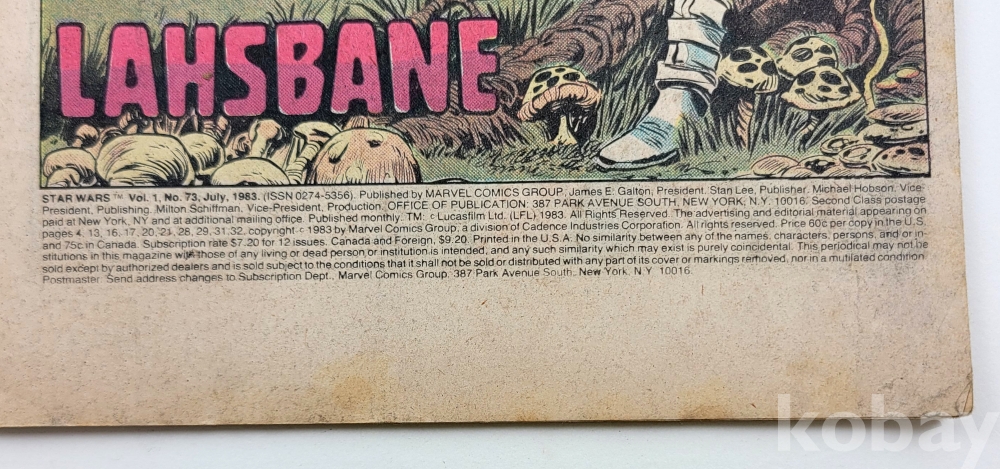 LAHSBANE
STAR WARS™ Vol. 1, No. 73, July, 1983. (ISSN 0274-5356). Published by MARVEL COMICS GROUP, James E. Galton, President. Stan Lee, Publisher, Michael Hobson, Vice-
President, Publishing, Milton Schiffman, Vice-President, Production. OFFICE OF PUBLICATION: 387 PARK AVENUE SOUTH, NEW YORK, N.Y. 10016. Second Class postage
paid at New York, NY and at additional mailing office. Published monthly. TM: © Lucasfilm Ltd. (LFL) 1983. All Rights Reserved. The advertising and editorial material, appearing on
pages 4, 13, 16, 17, 20, 21, 28, 29, 31, 32, copyright © 1983 by Marvel Comics Group, a division of Cadence Industries Corporation. All rights reserved. Price 60¢ per copy in the U.S.
and 75¢ in Canada. Subscription rate $7.20 for 12 issues. Canada and Foreign, $9.20. Printed in the U.S.A. No similarity between any of the names, characters, persons, and or in-
stitutions in this magazine with those of any living or dead person or institution is intended, and any such similarity which may exist is purely coincidental. This periodical may not be
sold except by authorized dealers and is sold subject to the conditions that it shall not be sold or distributed with any part of its cover or markings removed, nor in a mutilated condition
Postmaster: Send address changes to Subscription Dept., Marvel Comics Group. 387 Park Avenue South, New York, N.Y. 10016.
kobay